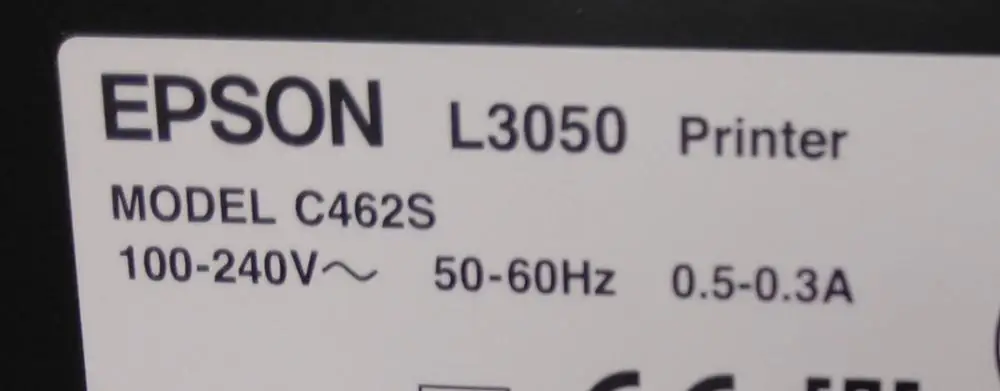 EPSON L3050 Printer
MODEL C462S
100-240V～ 50-60Hz 0.5-0.3A